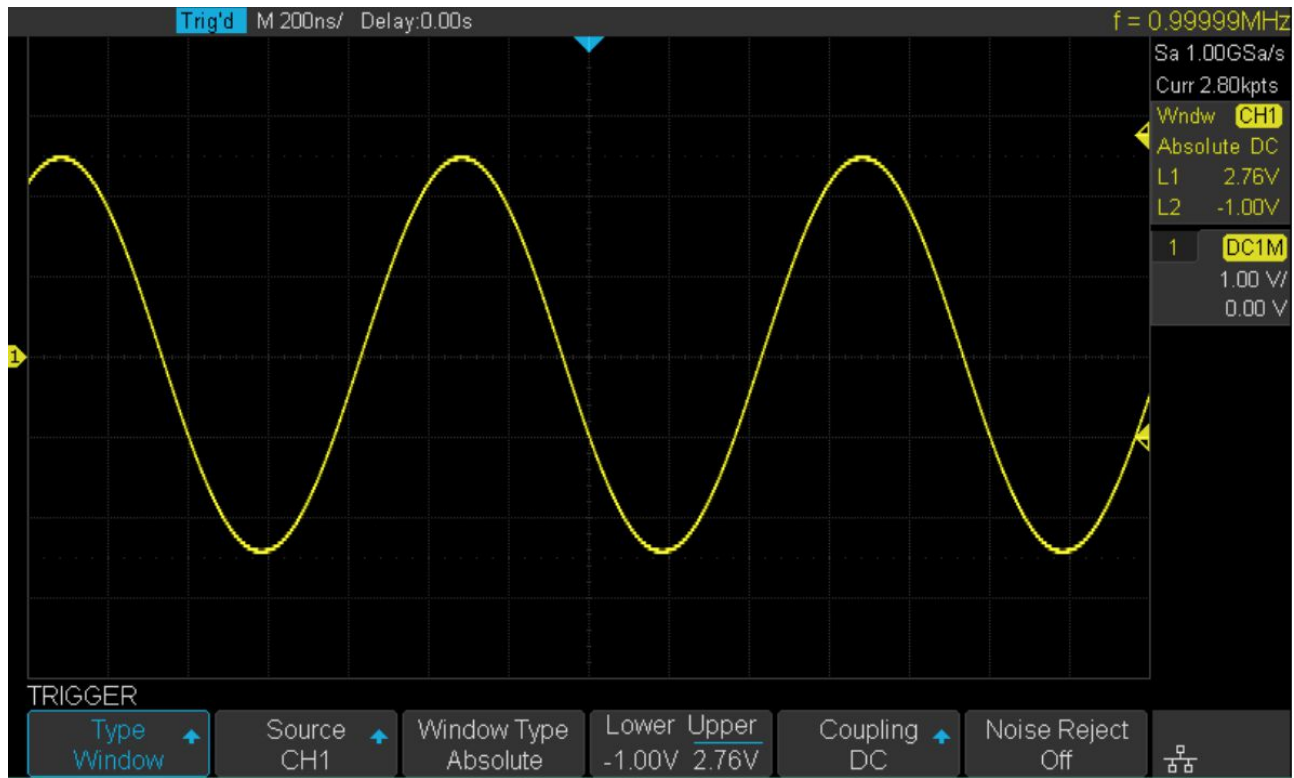 Trig'd M 200ns/ Delay:0.00s f = 0.99999MHz
Sa 1.00GSa/s
Curr 2.80kpts
Wndw CH1
Absolute DC
L1 2.76V
L2 -1.00V
1 DC1M
1.00 V/
0.00 V
1
TRIGGER
Type Source Window Type Lower Upper Coupling Noise Reject
Window CH1 Absolute -1.00V 2.76V DC Off